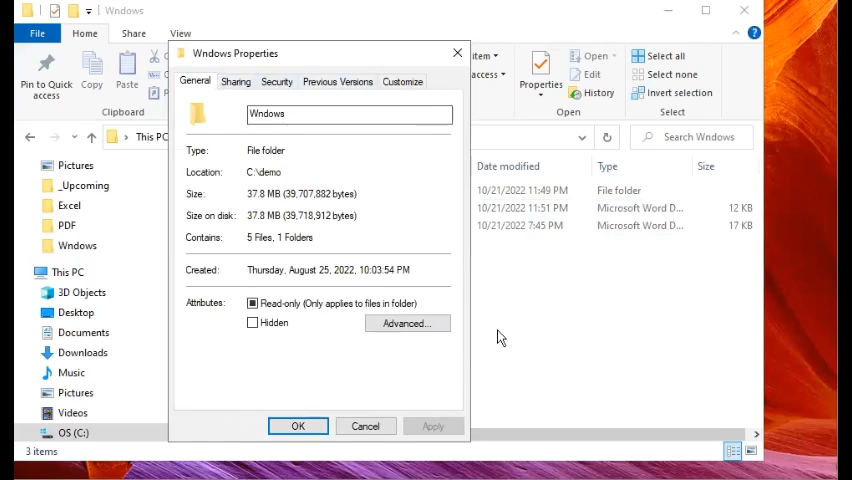 Wndows
File
Home
Share
View
Pin to Quick
access
Copy
Paste
Clipboard
Wndows Properties
General
Sharing
Security
Previous Versions
Customize
Wndows
Type:
File folder
Location:
C:\demo
Size:
37.8 MB (39,707,882 bytes)
Size on disk:
37.8 MB (39,718,912 bytes)
Contains:
5 Files, 1 Folders
Created:
Thursday, August 25, 2022, 10:03:54 PM
Attributes:
Read-only (Only applies to files in folder)
Hidden
Advanced...
OK
Cancel
Apply
item
access
Properties
Open
Edit
History
Open
Select all
Select none
Invert selection
Select
This PC
Search Wndows
Date modified
Type
Size
10/21/2022 11:49 PM
File folder
10/21/2022 11:51 PM
Microsoft Word D...
12 KB
10/21/2022 7:45 PM
Microsoft Word D...
17 KB
Pictures
_Upcoming
Excel
PDF
Wndows
This PC
3D Objects
Desktop
Documents
Downloads
Music
Pictures
Videos
OS (C:)
3 items